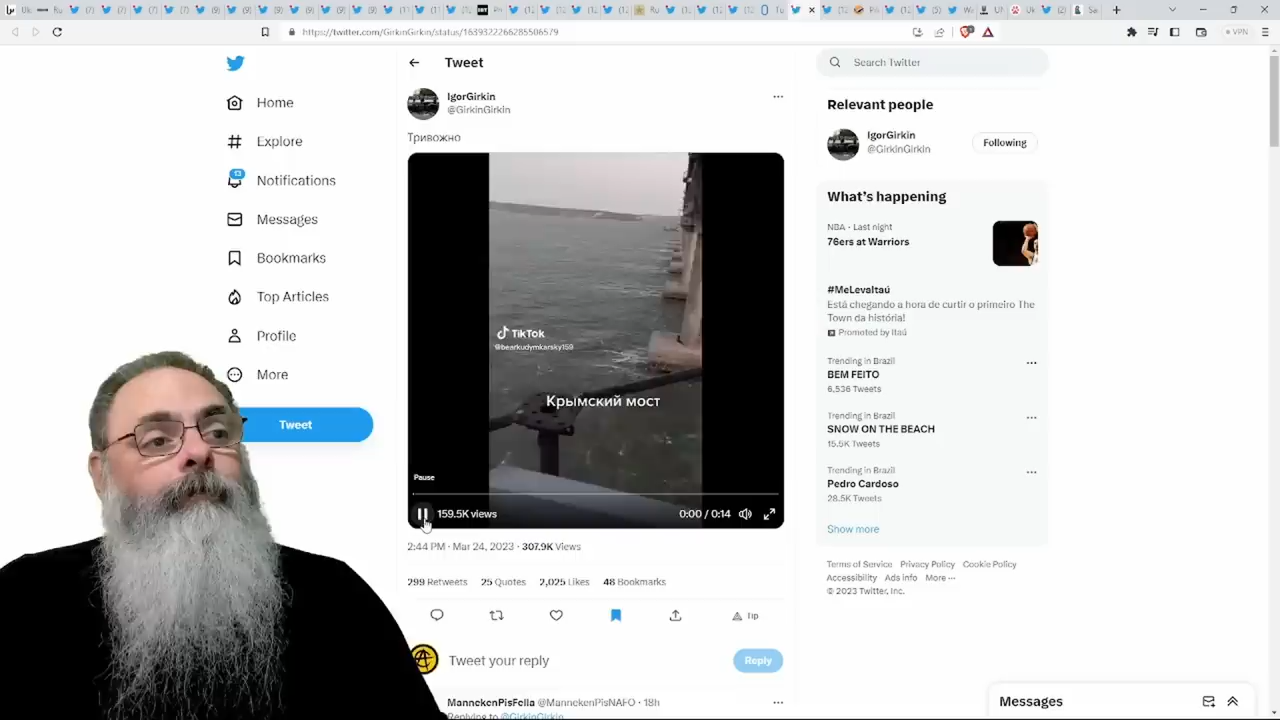 https://twitter.com/GirkinGirkin/status/1639322266285506579
VPN
Home
Explore
Notifications
Messages
Bookmarks
Top Articles
Profile
More
Tweet
Tweet
IgorGirkin
@GirkinGirkin
Тривожно
TikTok
@bearkudymkarsky159
Крымский мост
Pause
159.5K views
0:00 / 0:14
2:44 PM · Mar 24, 2023 · 307.9K Views
299 Retweets 25 Quotes 2,025 Likes 48 Bookmarks
Tip
Tweet your reply
Reply
MannekenPisFella @MannekenPisNAFO · 18h
Replying to @GirkinGirkin
Search Twitter
Relevant people
IgorGirkin
@GirkinGirkin
Following
What's happening
NBA · Last night
76ers at Warriors
#MeLevaItaú
Está chegando a hora de curtir o primeiro The
Town da história!
Promoted by Itaú
Trending in Brazil
BEM FEITO
6,536 Tweets
Trending in Brazil
SNOW ON THE BEACH
15.5K Tweets
Trending in Brazil
Pedro Cardoso
28.5K Tweets
Show more
Terms of Service Privacy Policy Cookie Policy
Accessibility Ads info More ···
© 2023 Twitter, Inc.
Messages